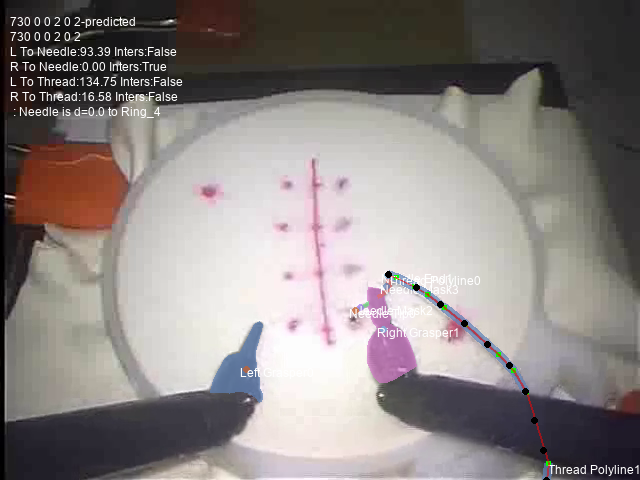 730 0 0 2 0 2-predicted
730 0 0 2 0 2
L To Needle:93.39 Inters:False
R To Needle:0.00 Inters:True
L To Thread:134.75 Inters:False
R To Thread:16.58 Inters:False
: Needle is d=0.0 to Ring_4
Thread Polyline0
Right Grasper1
Thread Polyline1